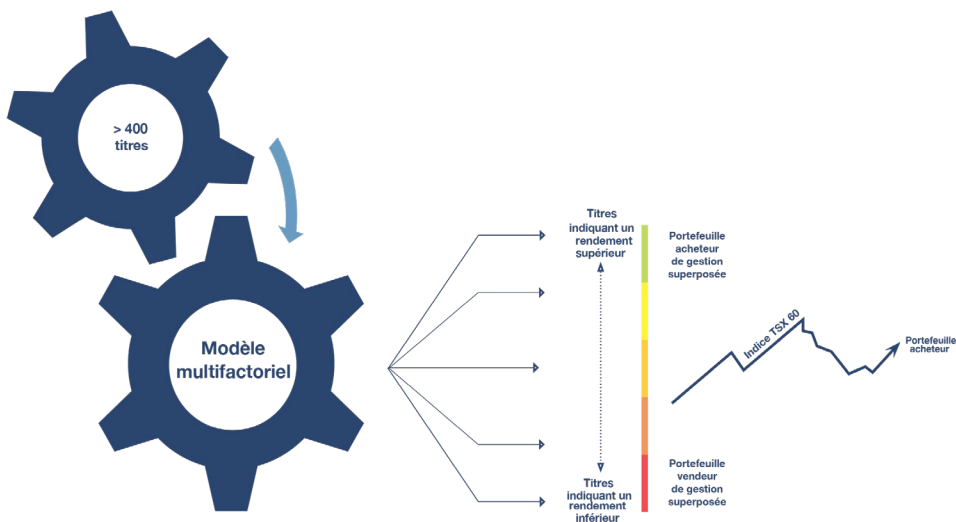 > 400
titres
Modèle
multifactoriel
Titres
indiquant un
rendement
supérieur
Titres
indiquant un
rendement
inférieur
Portefeuille
acheteur
de gestion
superposée
Portefeuille
vendeur
de gestion
superposée
Indice TSX 60
Portefeuille
acheteur